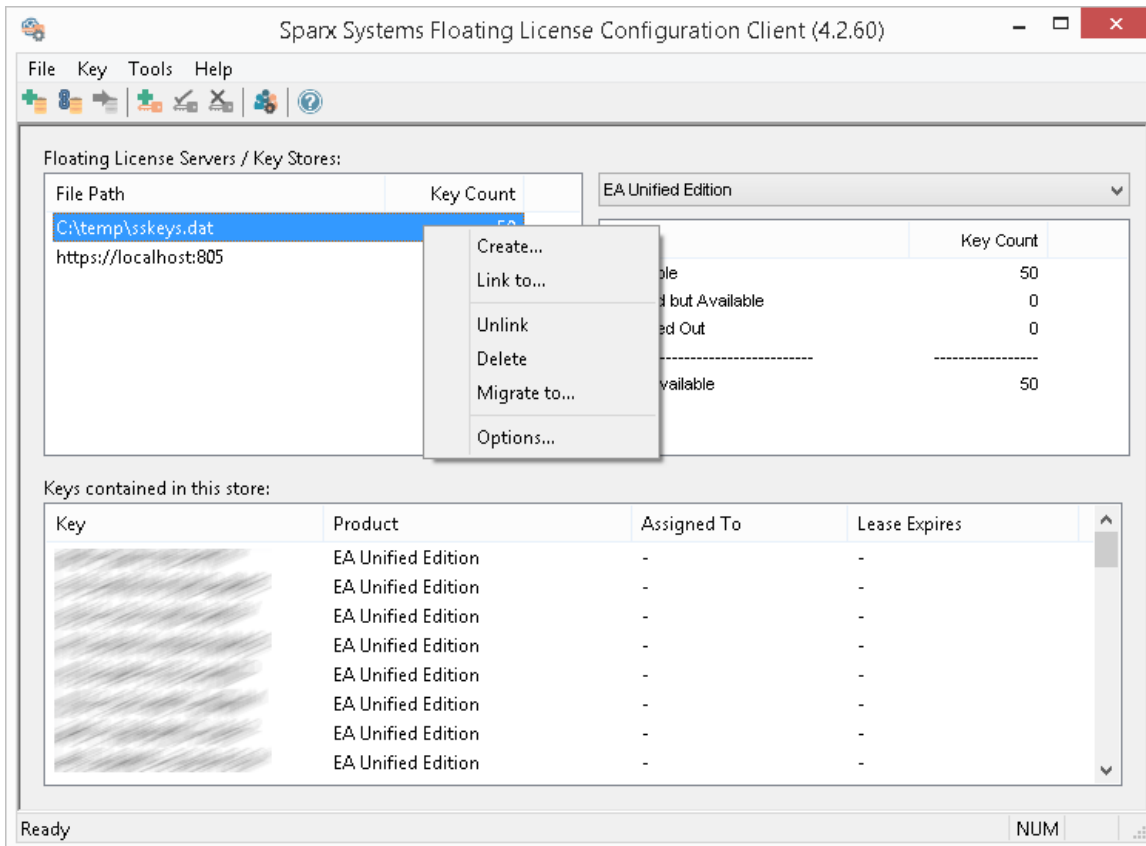 Sparx Systems Floating License Configuration Client (4.2.60)
File Key Tools Help
Floating License Servers / Key Stores:
File Path Key Count
C:\temp\sskeys.dat
https://localhost:805
EA Unified Edition
Key Count
50
d but Available 0
ed Out 0
------------------------- -----------------
vailable 50
Create...
Link to...
Unlink
Delete
Migrate to...
Options...
Keys contained in this store:
Key Product Assigned To Lease Expires
EA Unified Edition - -
EA Unified Edition - -
EA Unified Edition - -
EA Unified Edition - -
EA Unified Edition - -
EA Unified Edition - -
EA Unified Edition - -
EA Unified Edition - -
Ready NUM